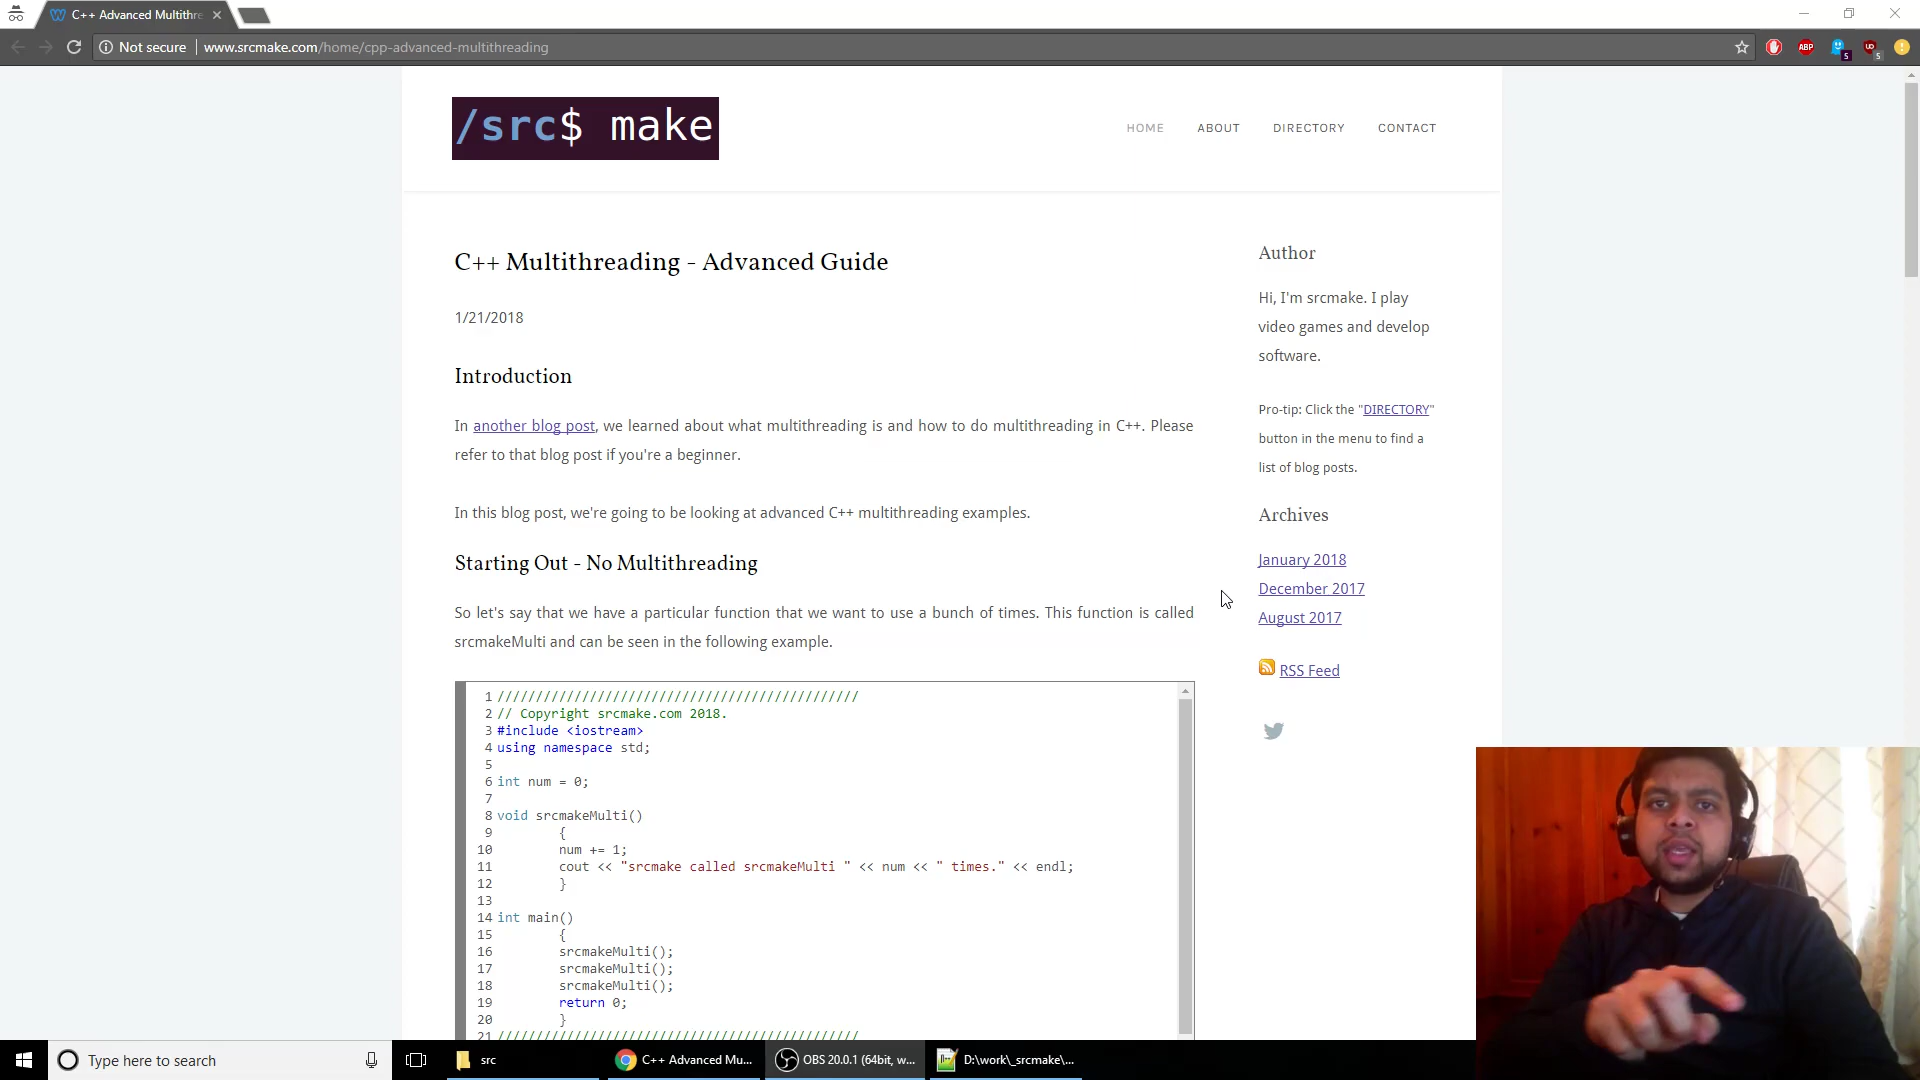 C++ Advanced Multithre
Not secure | www.srcmake.com/home/cpp-advanced-multithreading
ABP
5
UD
5
/src$ make
HOME
ABOUT
DIRECTORY
CONTACT
C++ Multithreading - Advanced Guide
1/21/2018
Introduction
In another blog post, we learned about what multithreading is and how to do multithreading in C++. Please
refer to that blog post if you're a beginner.
In this blog post, we're going to be looking at advanced C++ multithreading examples.
Starting Out - No Multithreading
So let's say that we have a particular function that we want to use a bunch of times. This function is called
srcmakeMulti and can be seen in the following example.
1 ///////////////////////////////////////////////
2 // Copyright srcmake.com 2018.
3 #include <iostream>
4 using namespace std;
5
6 int num = 0;
7
8 void srcmakeMulti()
9 {
10 num += 1;
11 cout << "srcmake called srcmakeMulti " << num << " times." << endl;
12 }
13
14 int main()
15 {
16 srcmakeMulti();
17 srcmakeMulti();
18 srcmakeMulti();
19 return 0;
20 }
21 ///////////////////////////////////////////////
Author
Hi, I'm srcmake. I play
video games and develop
software.
Pro-tip: Click the "DIRECTORY"
button in the menu to find a
list of blog posts.
Archives
January 2018
December 2017
August 2017
RSS Feed
Type here to search
src
C++ Advanced Mu...
OBS 20.0.1 (64bit, w...
D:\work\_srcmake\...